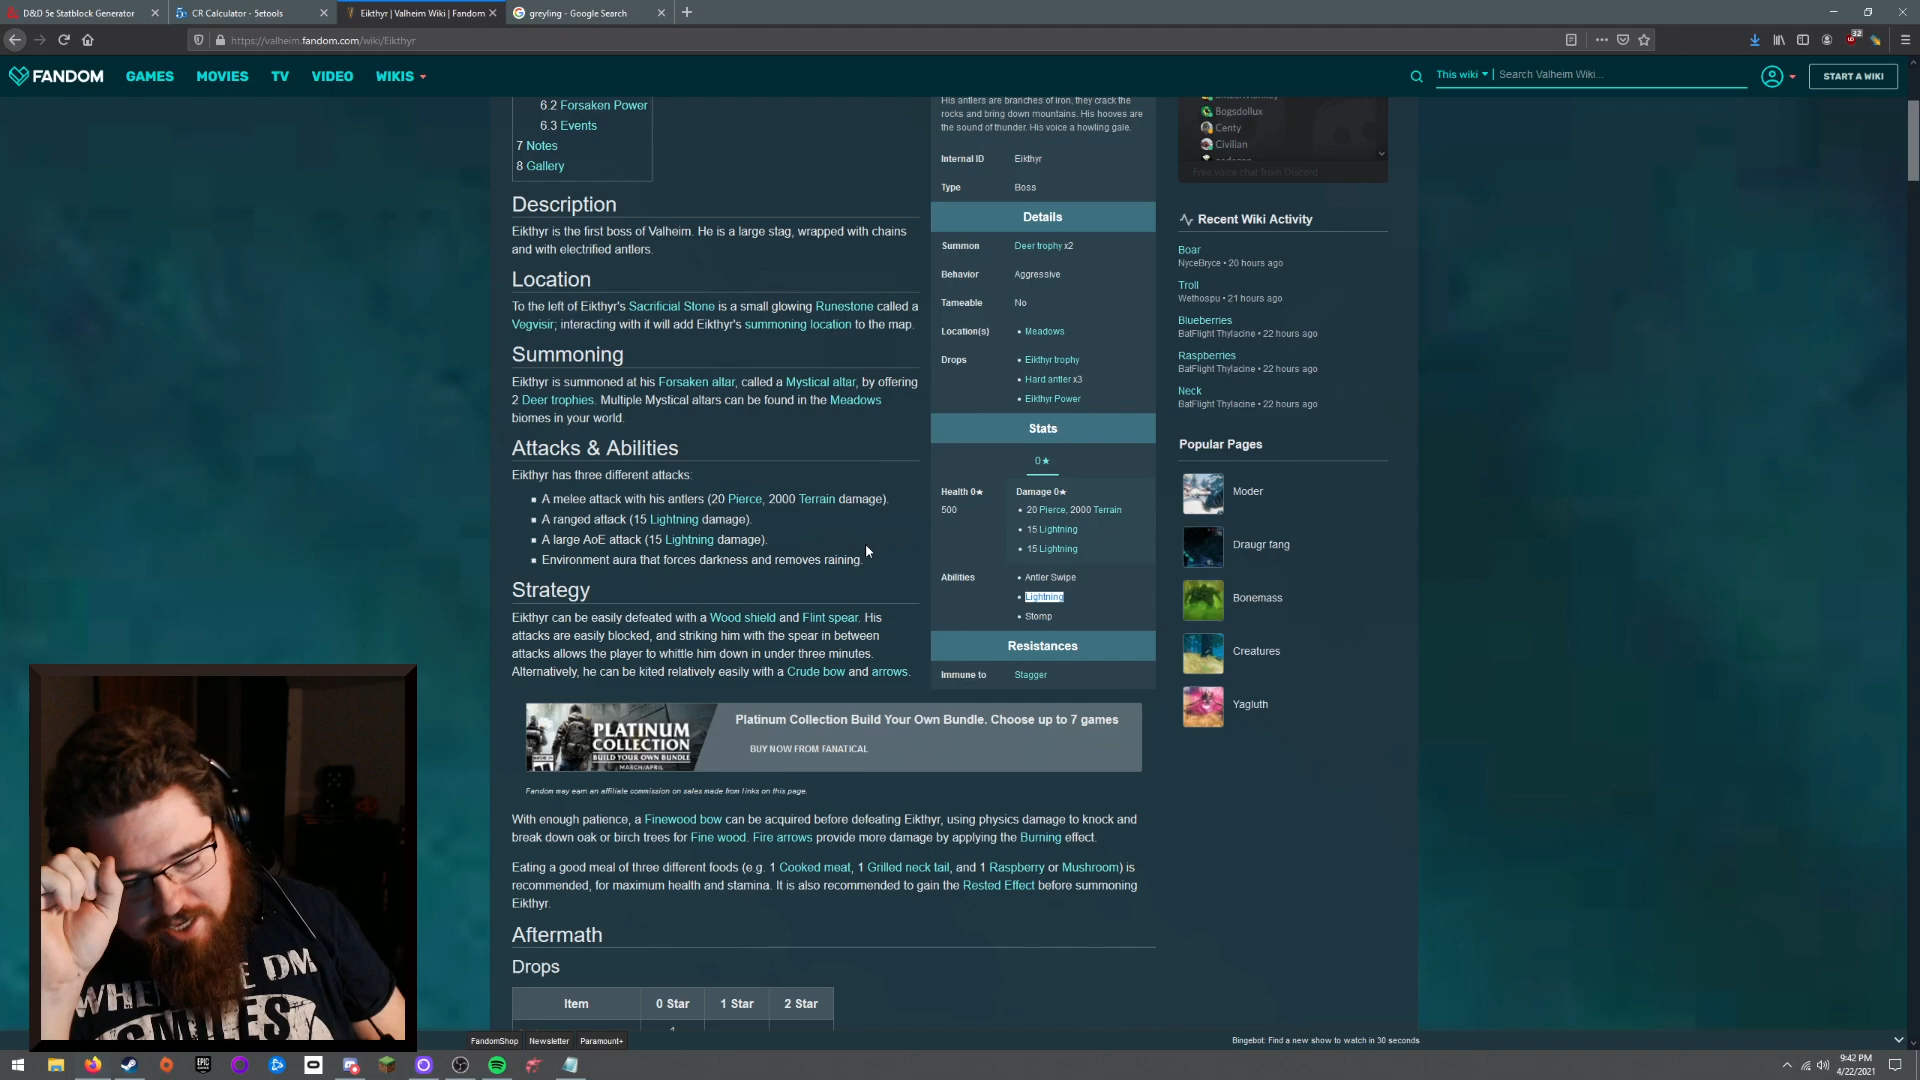 D&D 5e Statblock Generator
CR Calculator - 5etools
Eikthyr | Valheim Wiki | Fandom
greyling - Google Search
https://valheim.fandom.com/wiki/Eikthyr
32
FANDOM
GAMES
MOVIES
TV
VIDEO
WIKIS
This wiki
Search Valheim Wiki...
START A WIKI
6.2 Forsaken Power
6.3 Events
7 Notes
8 Gallery
Description
Eikthyr is the first boss of Valheim. He is a large stag, wrapped with chains
and with electrified antlers.
Location
To the left of Eikthyr's Sacrificial Stone is a small glowing Runestone called a
Vegvisir; interacting with it will add Eikthyr's summoning location to the map.
Summoning
Eikthyr is summoned at his Forsaken altar, called a Mystical altar, by offering
2 Deer trophies. Multiple Mystical altars can be found in the Meadows
biomes in your world.
Attacks & Abilities
Eikthyr has three different attacks:
A melee attack with his antlers (20 Pierce, 2000 Terrain damage).
A ranged attack (15 Lightning damage).
A large AoE attack (15 Lightning damage).
Environment aura that forces darkness and removes raining.
Strategy
Eikthyr can be easily defeated with a Wood shield and Flint spear. His
attacks are easily blocked, and striking him with the spear in between
attacks allows the player to whittle him down in under three minutes.
Alternatively, he can be kited relatively easily with a Crude bow and arrows.
His antlers are branches of iron, they crack the
rocks and bring down mountains. His hooves are
the sound of thunder. His voice a howling gale.
Internal ID Eikthyr
Type Boss
Details
Summon Deer trophy x2
Behavior Aggressive
Tameable No
Location(s) • Meadows
Drops • Eikthyr trophy
• Hard antler x3
• Eikthyr Power
Stats
0★
Health 0★ Damage 0★
500 • 20 Pierce, 2000 Terrain
• 15 Lightning
• 15 Lightning
Abilities • Antler Swipe
• Lightning
• Stomp
Resistances
Immune to Stagger
Bogsdollux
Centy
Civilian
Free voice chat from Discord
Recent Wiki Activity
Boar
NyceBryce • 20 hours ago
Troll
Wethospu • 21 hours ago
Blueberries
BatFlight Thylacine • 22 hours ago
Raspberries
BatFlight Thylacine • 22 hours ago
Neck
BatFlight Thylacine • 22 hours ago
Popular Pages
Moder
Draugr fang
Bonemass
Creatures
Yagluth
PLATINUM
COLLECTION
BUILD YOUR OWN BUNDLE
MARCH/APRIL
Platinum Collection Build Your Own Bundle. Choose up to 7 games
BUY NOW FROM FANATICAL
Fandom may earn an affiliate commission on sales made from links on this page.
With enough patience, a Finewood bow can be acquired before defeating Eikthyr, using physics damage to knock and
break down oak or birch trees for Fine wood. Fire arrows provide more damage by applying the Burning effect.
Eating a good meal of three different foods (e.g. 1 Cooked meat, 1 Grilled neck tail, and 1 Raspberry or Mushroom) is
recommended, for maximum health and stamina. It is also recommended to gain the Rested Effect before summoning
Eikthyr.
Aftermath
Drops
Item 0 Star 1 Star 2 Star
FandomShop
Newsletter
Paramount+
Bingebot: Find a new show to watch in 30 seconds
DM
SMILES
EPIC
9:42 PM
4/22/2021